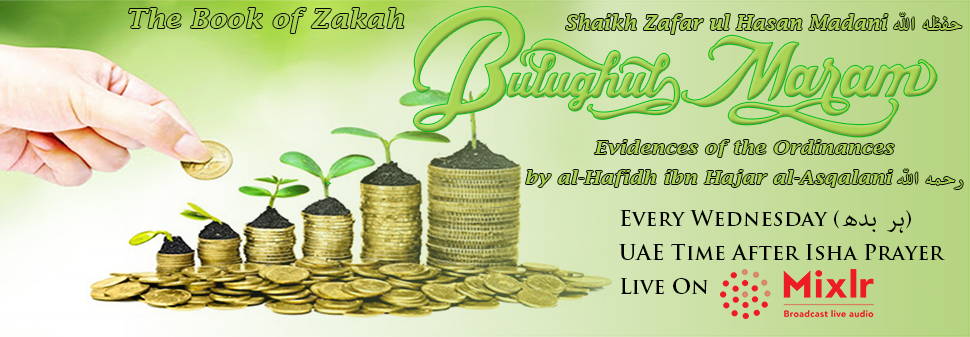 The Book of Zakah
Shaikh Zafar ul Hasan Madani حفظه الله
Bulughul Maram
Evidences of the Ordinances
by al-Hafidh ibn Hajar al-Asqalani رحمه الله
Every Wednesday (ہر بدھ)
UAE Time After Isha Prayer
Live On Mixlr
Broadcast live audio